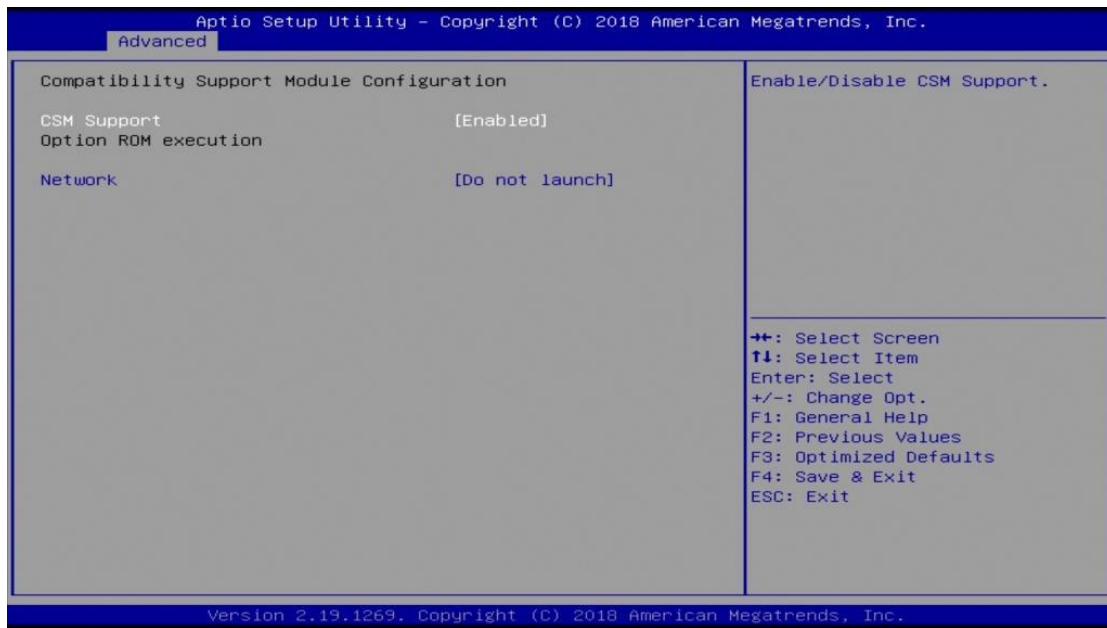 Aptio Setup Utility – Copyright (C) 2018 American Megatrends, Inc.
Advanced
Compatibility Support Module Configuration
CSM Support [Enabled]
Option ROM execution
Network [Do not launch]
Enable/Disable CSM Support.
→←: Select Screen
↑↓: Select Item
Enter: Select
+/-: Change Opt.
F1: General Help
F2: Previous Values
F3: Optimized Defaults
F4: Save & Exit
ESC: Exit
Version 2.19.1269. Copyright (C) 2018 American Megatrends, Inc.